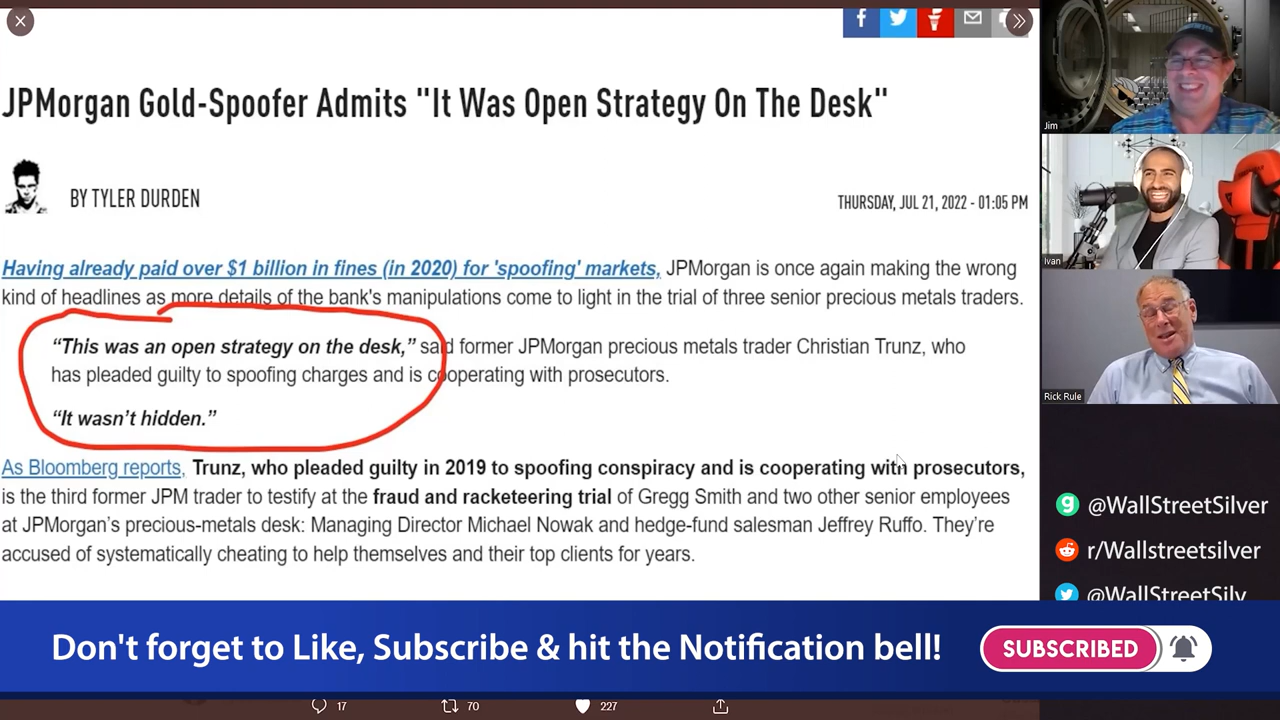 JPMorgan Gold-Spoofer Admits "It Was Open Strategy On The Desk"
BY TYLER DURDEN
THURSDAY, JUL 21, 2022 - 01:05 PM
Having already paid over $1 billion in fines (in 2020) for 'spoofing' markets, JPMorgan is once again making the wrong
kind of headlines as more details of the bank's manipulations come to light in the trial of three senior precious metals traders.
“This was an open strategy on the desk,” said former JPMorgan precious metals trader Christian Trunz, who
has pleaded guilty to spoofing charges and is cooperating with prosecutors.
“It wasn’t hidden.”
As Bloomberg reports, Trunz, who pleaded guilty in 2019 to spoofing conspiracy and is cooperating with prosecutors,
is the third former JPM trader to testify at the fraud and racketeering trial of Gregg Smith and two other senior employees
at JPMorgan’s precious-metals desk: Managing Director Michael Nowak and hedge-fund salesman Jeffrey Ruffo. They’re
accused of systematically cheating to help themselves and their top clients for years.
Jim
Ivan
Rick Rule
@WallStreetSilver
r/Wallstreetsilver
@WallStreetSilv
Don't forget to Like, Subscribe & hit the Notification bell!
SUBSCRIBED
17
70
227